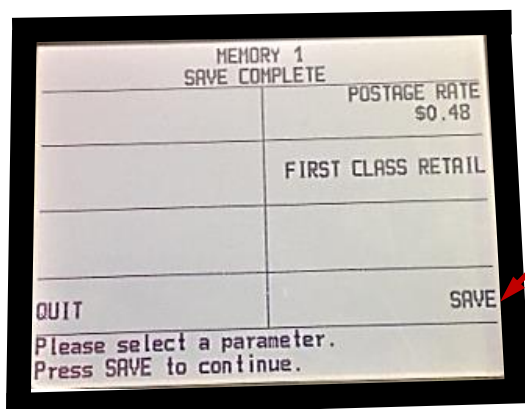 MEMORY 1
SAVE COMPLETE
POSTAGE RATE
$0.48
FIRST CLASS RETAIL
QUIT
SAVE
Please select a parameter.
Press SAVE to continue.